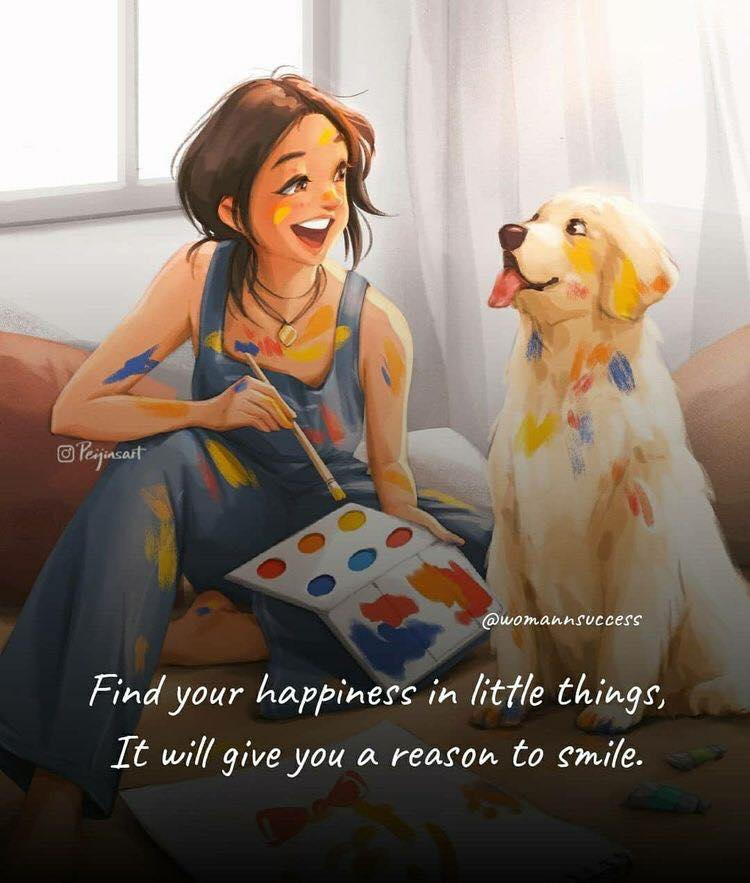 Peijinsart
@womannsuccess
Find your happiness in little things,
It will give you a reason to smile.